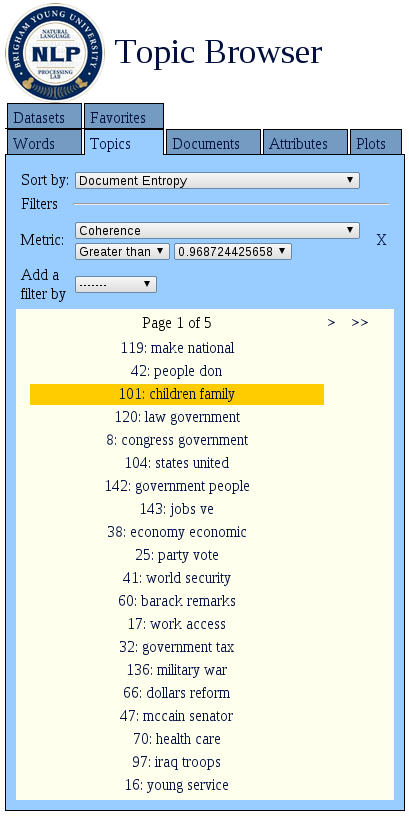 BRIGHAM YOUNG UNIVERSITY
NATURAL LANGUAGE
NLP
PROCESSING LAB
Topic Browser
Datasets Favorites
Words Topics Documents Attributes Plots
Sort by: Document Entropy
Filters
Metric: Coherence X
Greater than 0.968724425658
Add a
filter by -------
Page 1 of 5 > >>
119: make national
42: people don
101: children family
120: law government
8: congress government
104: states united
142: government people
143: jobs ve
38: economy economic
25: party vote
41: world security
60: barack remarks
17: work access
32: government tax
136: military war
66: dollars reform
47: mccain senator
70: health care
97: iraq troops
16: young service